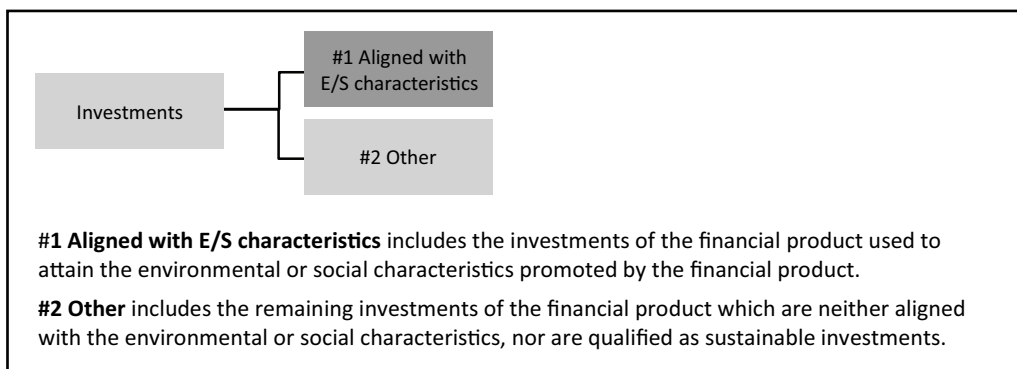 #1 Aligned with
E/S characteristics
Investments
#2 Other
#1 Aligned with E/S characteristics includes the investments of the financial product used to
attain the environmental or social characteristics promoted by the financial product.
#2 Other includes the remaining investments of the financial product which are neither aligned
with the environmental or social characteristics, nor are qualified as sustainable investments.